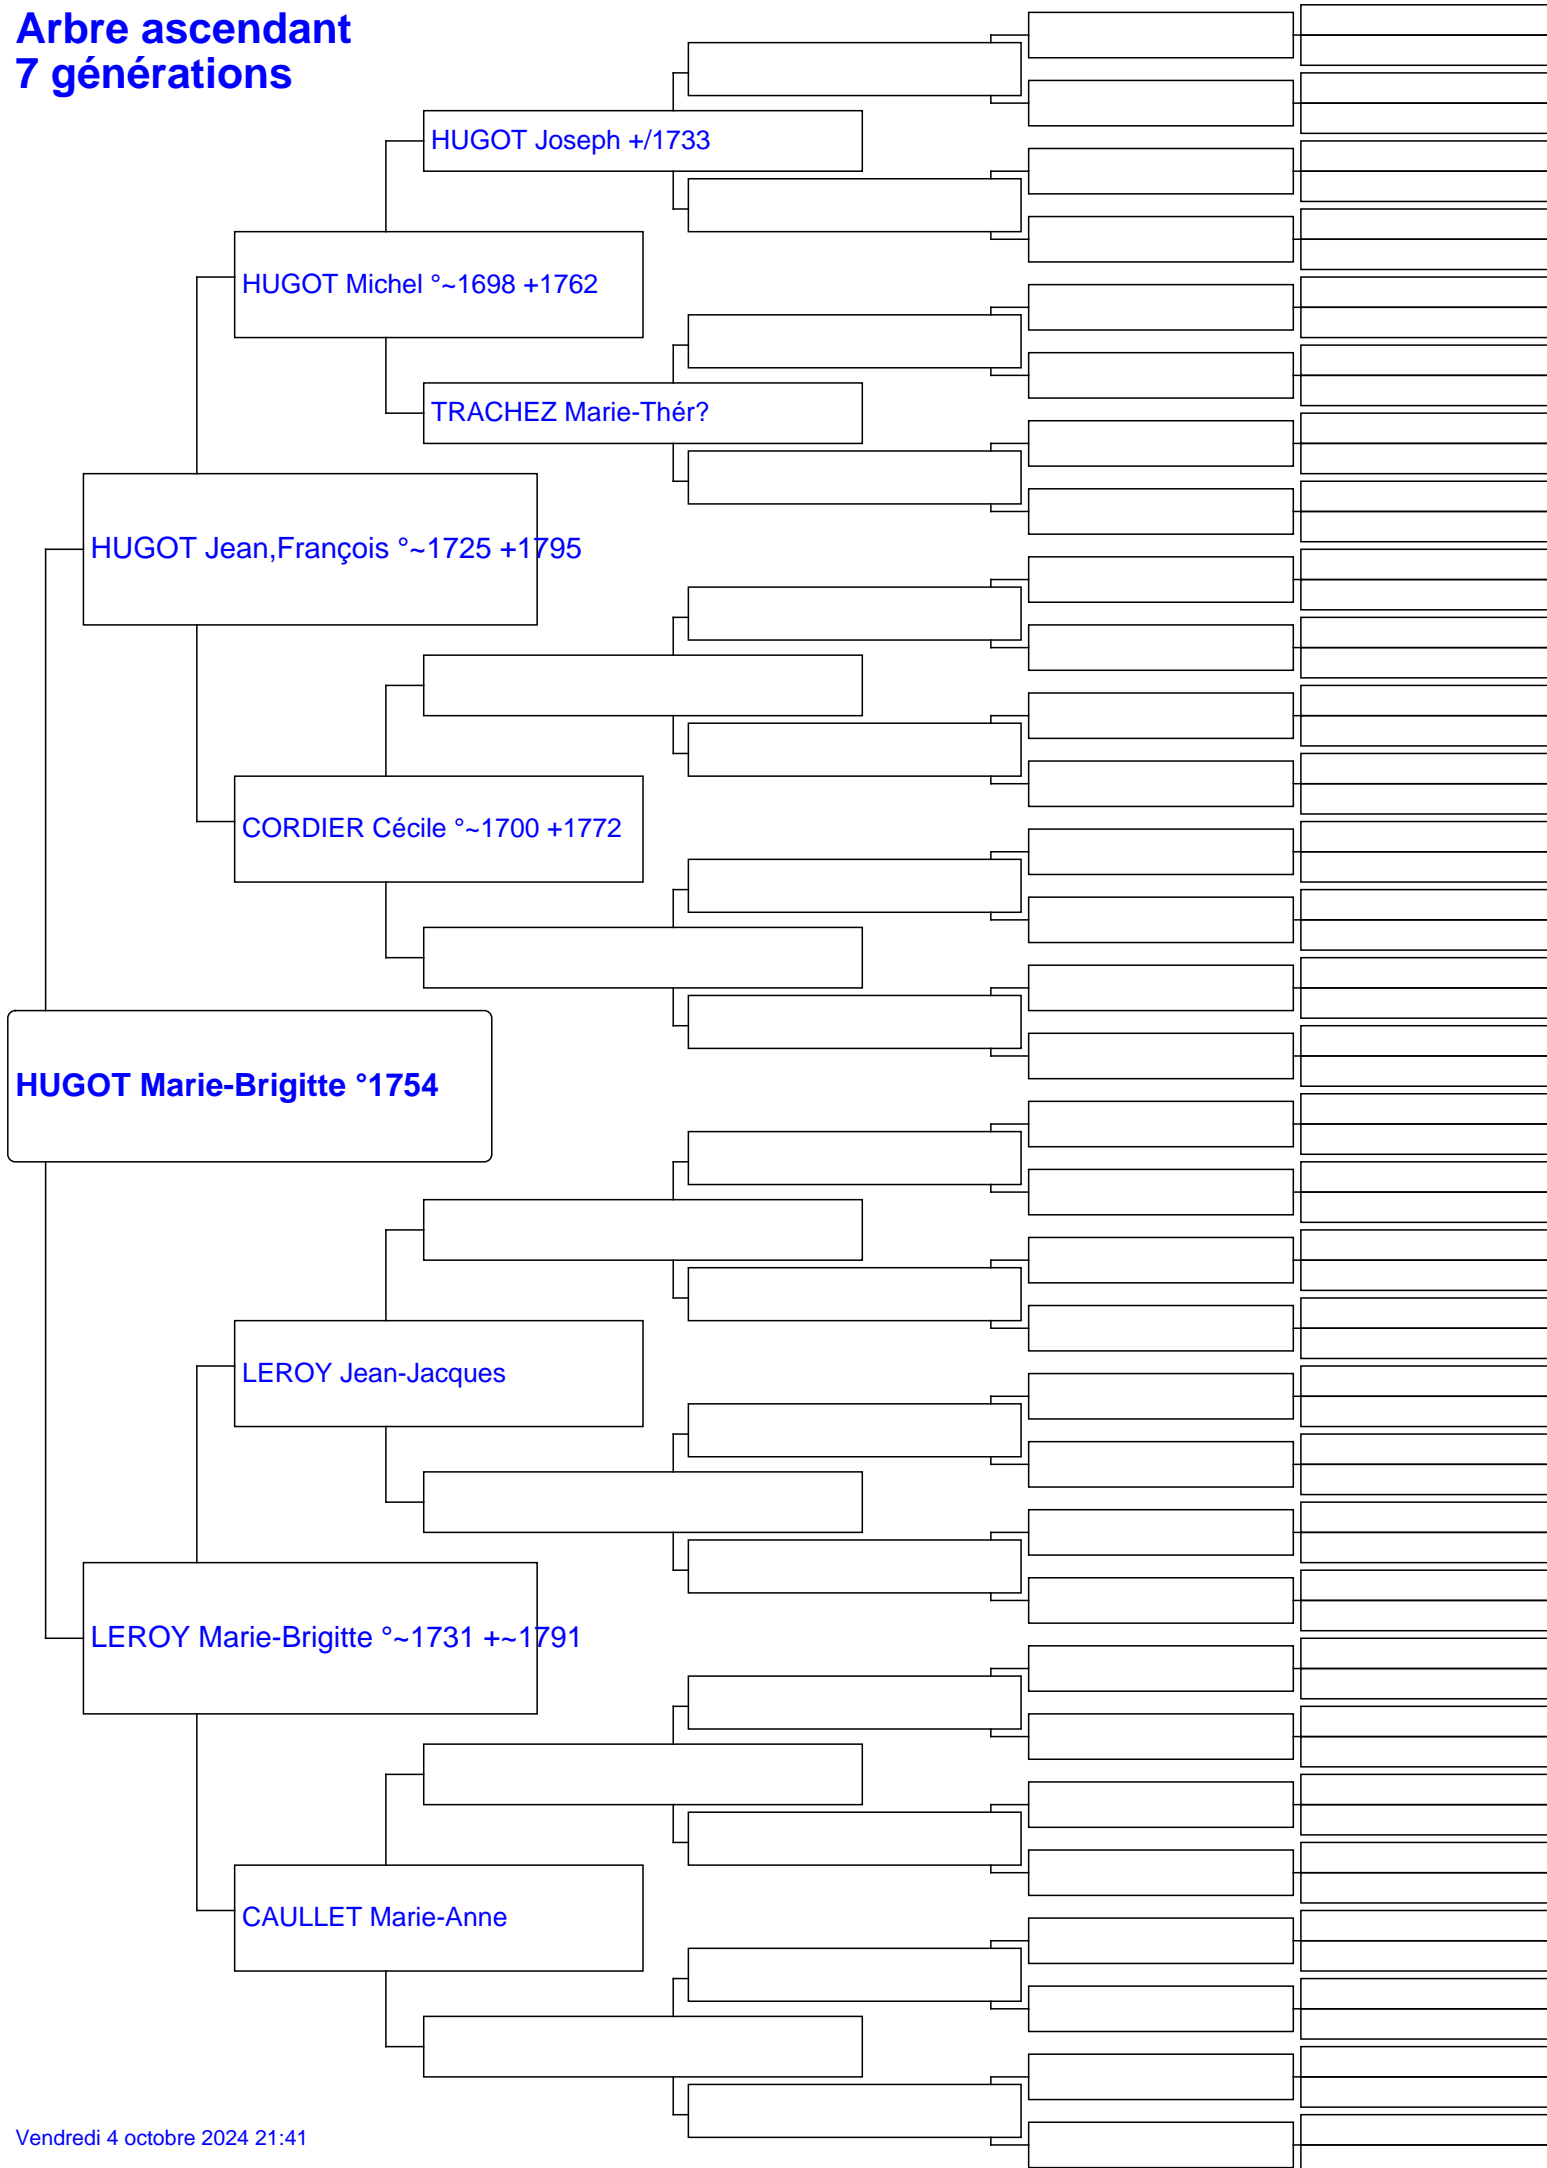 Arbre ascendant
7 générations
HUGOT Joseph +/1733
HUGOT Michel °~1698 +1762
TRACHEZ Marie-Thér?
HUGOT Jean,François °~1725 +1795
CORDIER Cécile °~1700 +1772
HUGOT Marie-Brigitte °1754
LEROY Jean-Jacques
LEROY Marie-Brigitte °~1731 +~1791
CAULLET Marie-Anne
Vendredi 4 octobre 2024 21:41